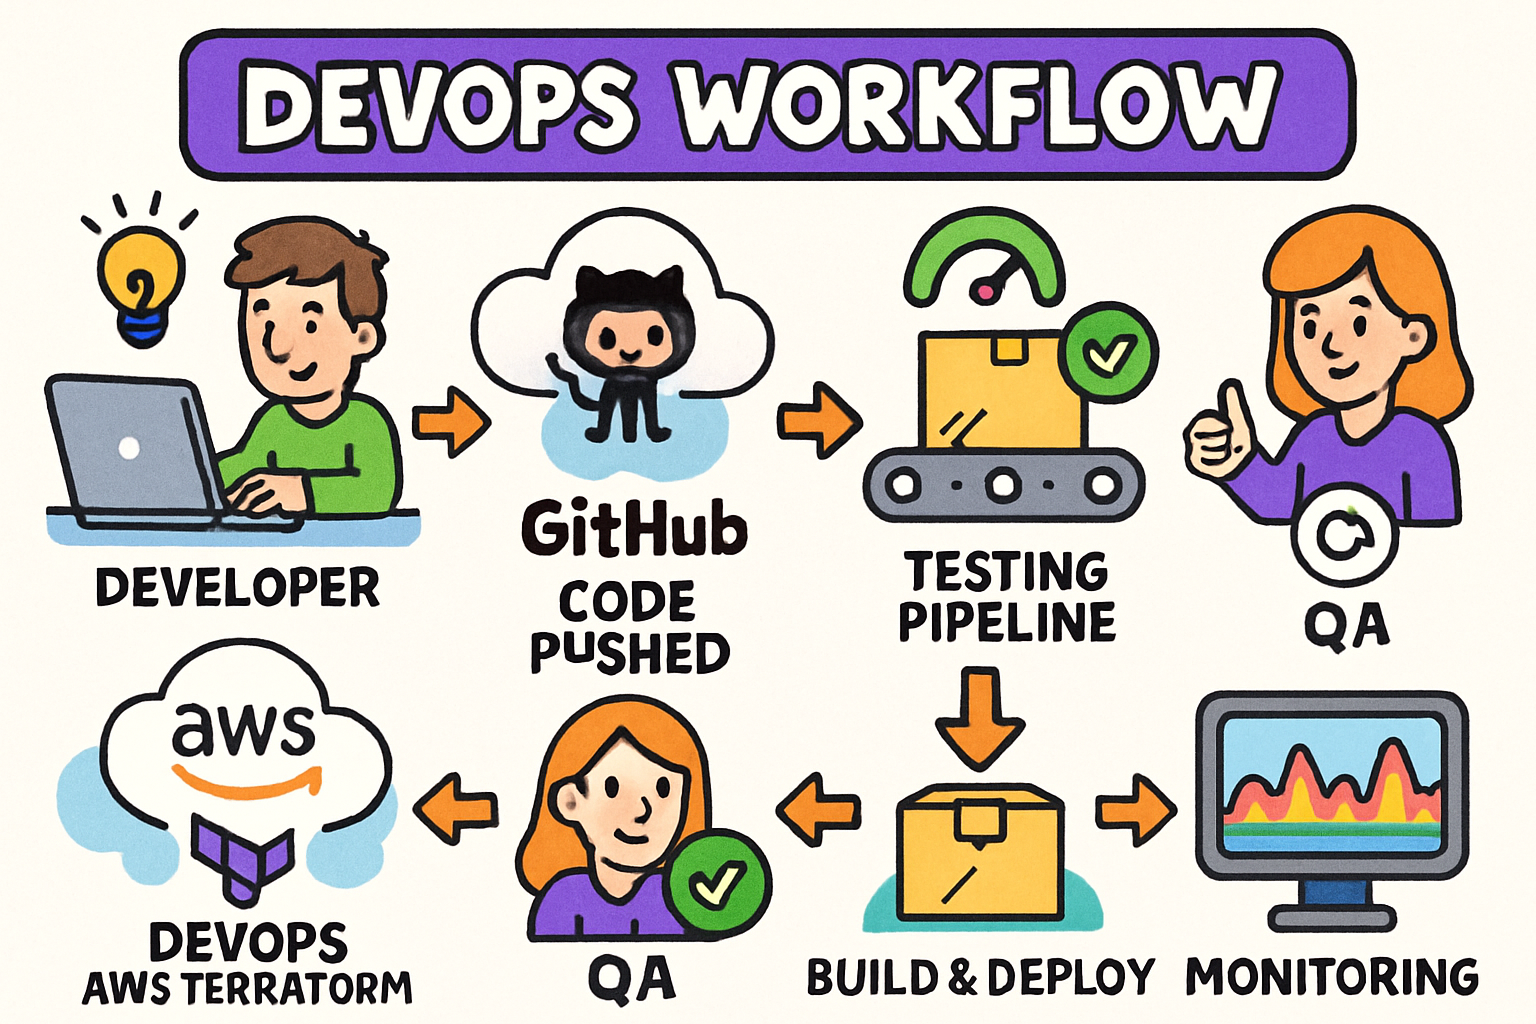 DEVOPS WORKFLOW
DEVELOPER
GitHub
CODE
PUSHED
TESTING
PIPELINE
QA
aws
DEVOPS
AWS TERRATORM
QA
BUILD & DEPLOY
MONITORING